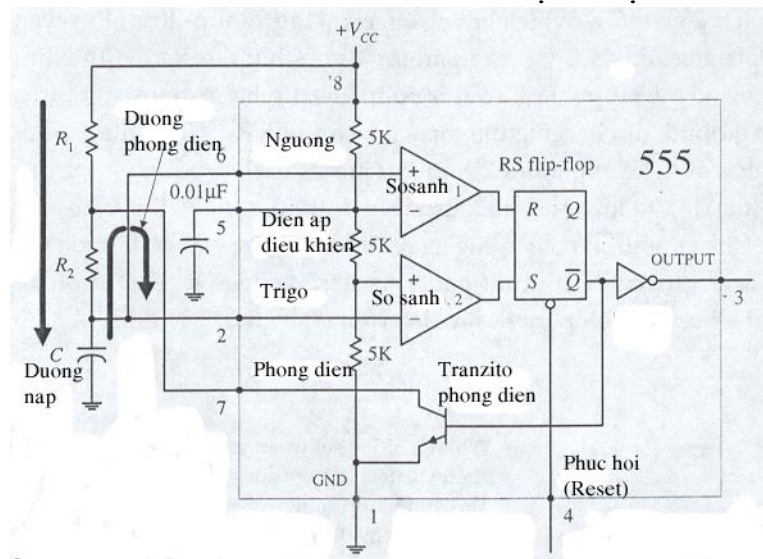 +V_CC
8
Duong
phong dien
R1
6
Nguong
5K
RS flip-flop
555
+
Sosanh 1
0.01µF
5
Dien ap
dieu khien
R Q
R2
5K
Trigo
+
So sanh . 2
S Q̅
OUTPUT
3
2
C
Duong
nap
5K
Phong dien
Tranzito
phong dien
7
GND
Phuc hoi
(Reset)
1
4